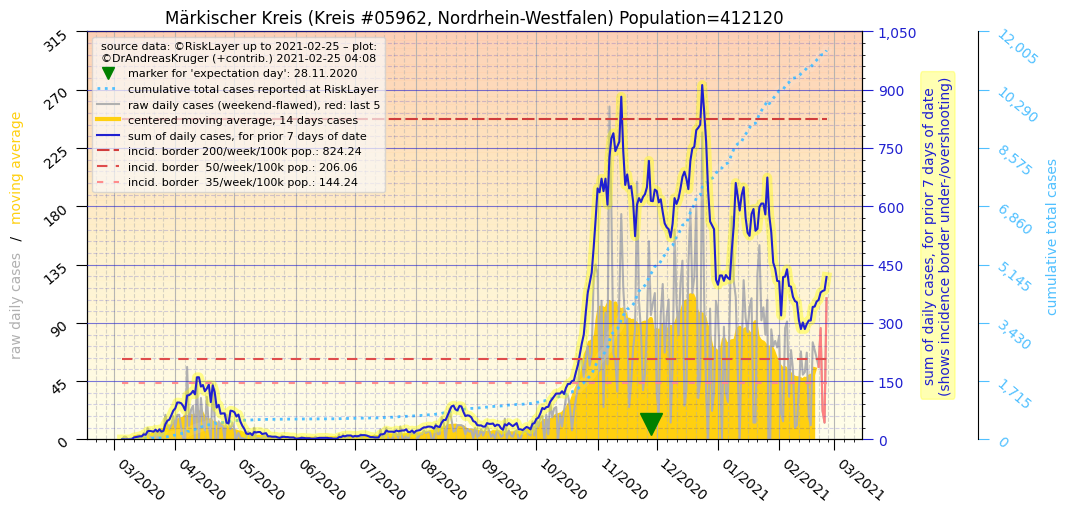 Märkischer Kreis (Kreis #05962, Nordrhein-Westfalen) Population=412120
source data: ©RiskLayer up to 2021-02-25 – plot:
©DrAndreasKruger (+contrib.) 2021-02-25 04:08
marker for 'expectation day': 28.11.2020
cumulative total cases reported at RiskLayer
raw daily cases (weekend-flawed), red: last 5
centered moving average, 14 days cases
sum of daily cases, for prior 7 days of date
incid. border 200/week/100k pop.: 824.24
incid. border  50/week/100k pop.: 206.06
incid. border  35/week/100k pop.: 144.24
raw daily cases  /  moving average
315
270
225
180
135
90
45
0
03/2020
04/2020
05/2020
06/2020
07/2020
08/2020
09/2020
10/2020
11/2020
12/2020
01/2021
02/2021
03/2021
1,050
900
750
600
450
300
150
0
sum of daily cases, for prior 7 days of date
(shows incidence border under-/overshooting)
12,005
10,290
8,575
6,860
5,145
3,430
1,715
0
cumulative total cases